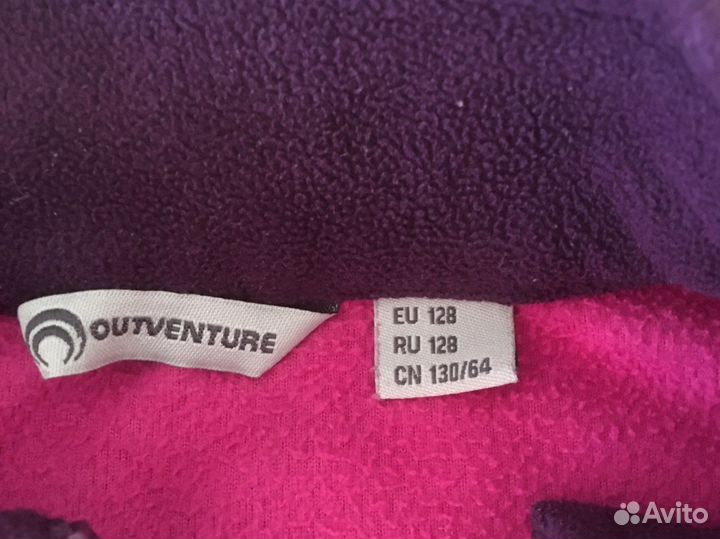 OUTVENTURE
EU 128
RU 128
CN 130/64
Avito